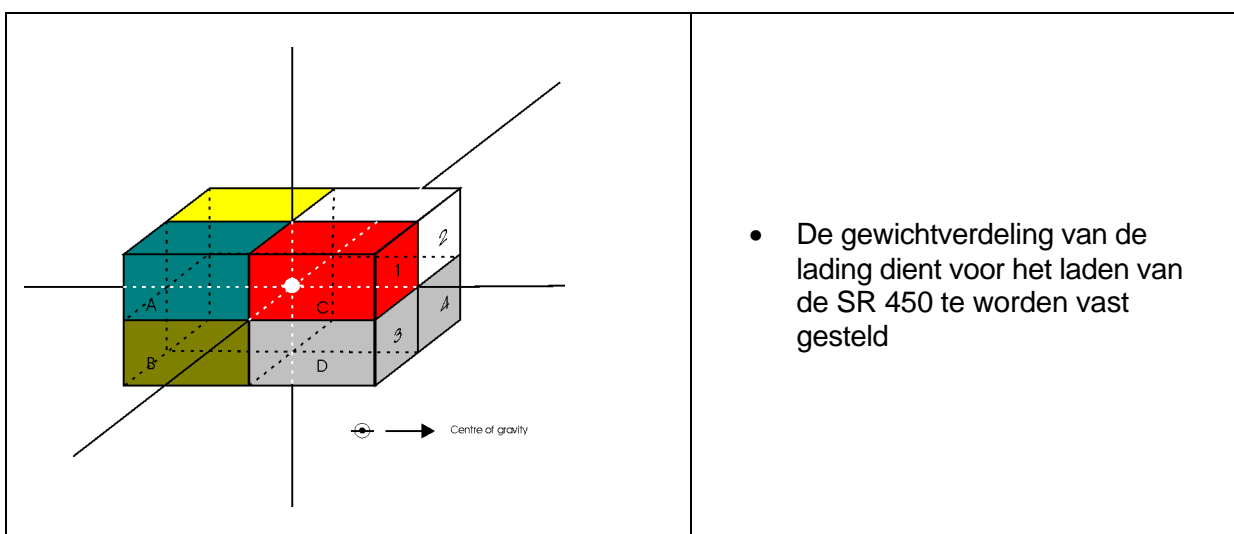 2
1
A
C
4
3
B
D
Centre of gravity
• De gewichtverdeling van de
lading dient voor het laden van
de SR 450 te worden vast
gesteld